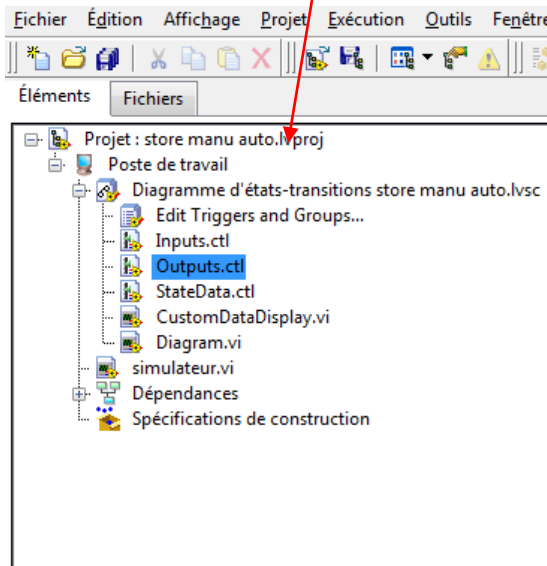 Fichier Édition Affichage Projet Exécution Outils Fenêtre
Éléments Fichiers
Projet : store manu auto.lvproj
Poste de travail
Diagramme d'états-transitions store manu auto.lvsc
Edit Triggers and Groups...
Inputs.ctl
Outputs.ctl
StateData.ctl
CustomDataDisplay.vi
Diagram.vi
simulateur.vi
Dépendances
Spécifications de construction